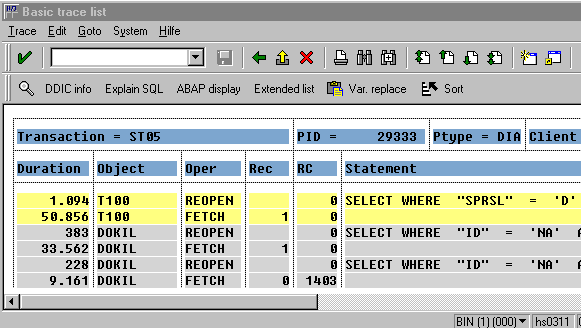 Basic trace list
Trace Edit Goto System Hilfe
DDIC info Explain SQL ABAP display Extended list Var. replace Sort
Transaction = ST05 PID = 29333 Ptype = DIA Client
Duration Object Oper Rec RC Statement
1.094 T100 REOPEN 0 SELECT WHERE "SPRSL" = 'D'
50.856 T100 FETCH 1 0
383 DOKIL REOPEN 0 SELECT WHERE "ID" = 'NA' A
33.562 DOKIL FETCH 1 0
228 DOKIL REOPEN 0 SELECT WHERE "ID" = 'NA' A
9.161 DOKIL FETCH 0 1403
BIN (1) (000) hs0311